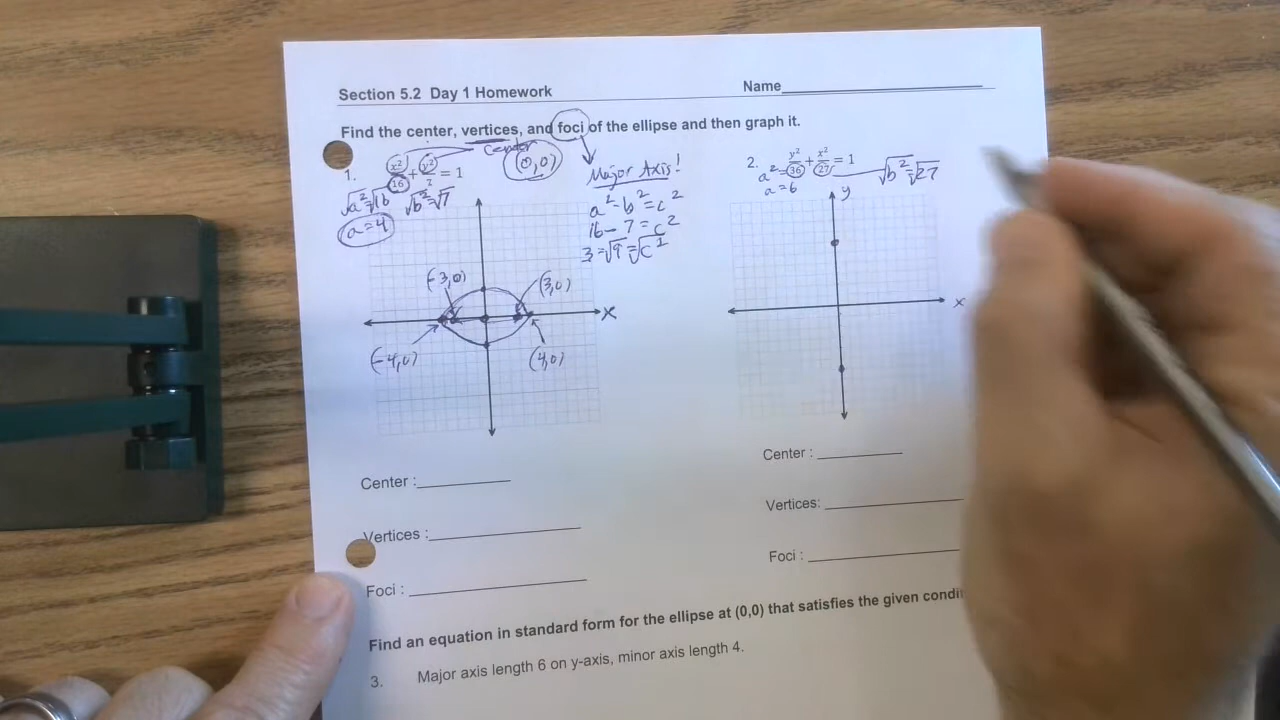 Section 5.2 Day 1 Homework
Name
Find the center, vertices, and foci of the ellipse and then graph it.
center (0,0)
1. x²/16 + y²/7 = 1
√a²=√16 √b²=√7
a=4
Major Axis!
a²-b²=c²
16-7=c²
3=√9=√c²
(-3,0) (3,0)
x
(-4,0) (4,0)
Center :
Vertices :
Foci :
2. y²/36 + x²/27 = 1
a²=
a=6
√b²=√27
y
x
Center :
Vertices:
Foci :
Find an equation in standard form for the ellipse at (0,0) that satisfies the given
3. Major axis length 6 on y-axis, minor axis length 4.